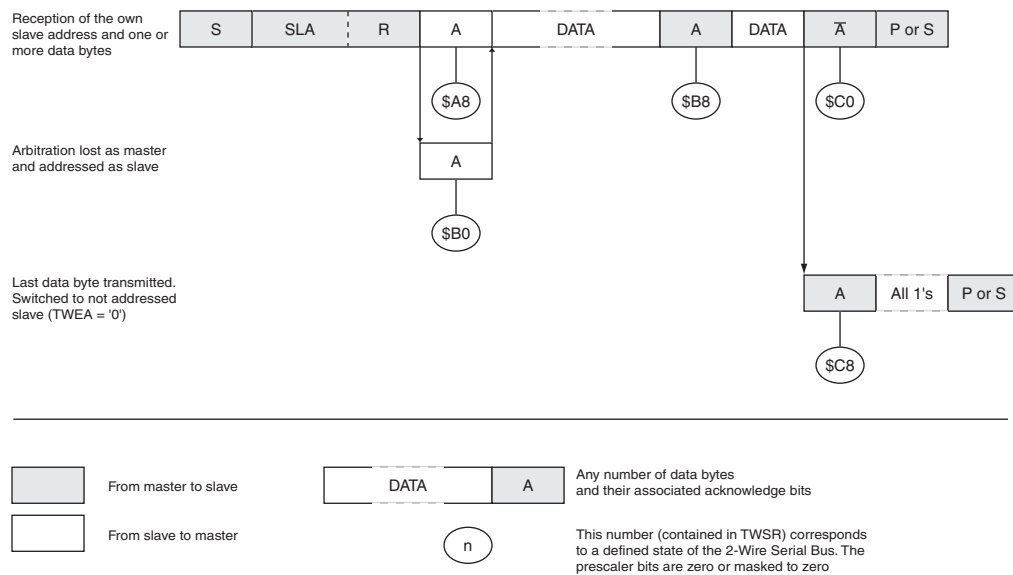 Reception of the own
slave address and one or
more data bytes
S SLA R A DATA A DATA A̅ P or S
$A8 $B8 $C0
Arbitration lost as master
and addressed as slave
A
$B0
Last data byte transmitted.
Switched to not addressed
slave (TWEA = '0')
A All 1's P or S
$C8
From master to slave
From slave to master
DATA A
Any number of data bytes
and their associated acknowledge bits
n
This number (contained in TWSR) corresponds
to a defined state of the 2-Wire Serial Bus. The
prescaler bits are zero or masked to zero